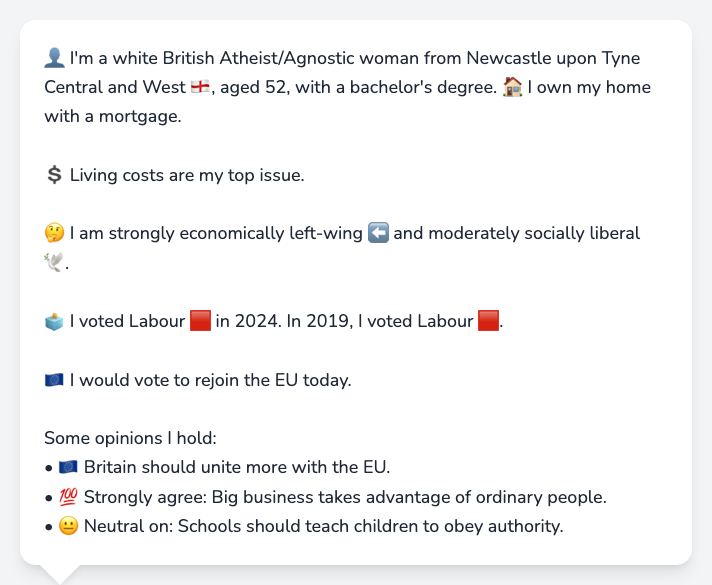 👤 I'm a white British Atheist/Agnostic woman from Newcastle upon Tyne
Central and West 🏴󠁧󠁢󠁥󠁮󠁧󠁿, aged 52, with a bachelor's degree. 🏠 I own my home
with a mortgage.
💲 Living costs are my top issue.
🤔 I am strongly economically left-wing ⬅️ and moderately socially liberal
🕊️.
🗳️ I voted Labour 🟥 in 2024. In 2019, I voted Labour 🟥.
🇪🇺 I would vote to rejoin the EU today.
Some opinions I hold:
• 🇪🇺 Britain should unite more with the EU.
• 💯 Strongly agree: Big business takes advantage of ordinary people.
• 😐 Neutral on: Schools should teach children to obey authority.